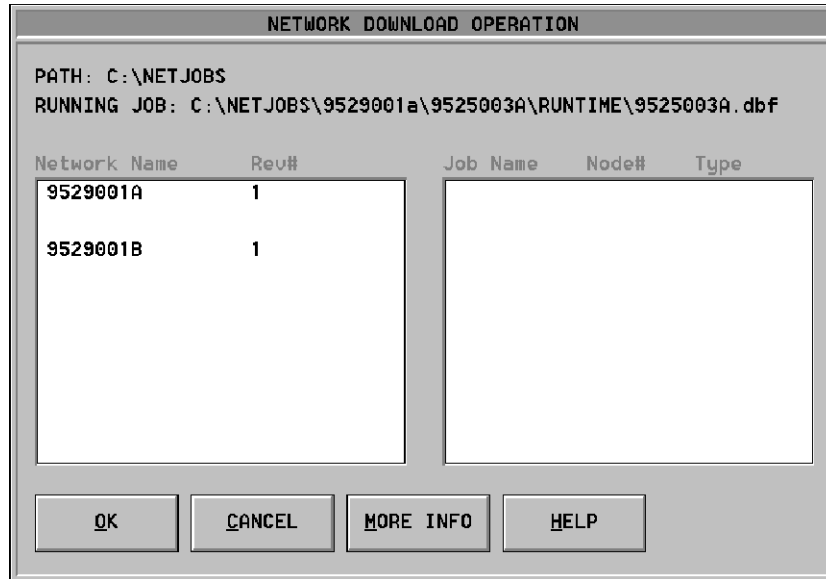 NETWORK DOWNLOAD OPERATION
PATH: C:\NETJOBS
RUNNING JOB: C:\NETJOBS\9529001a\9525003A\RUNTIME\9525003A.dbf
Network Name Rev# Job Name Node# Type
9529001A 1
9529001B 1
OK CANCEL MORE INFO HELP